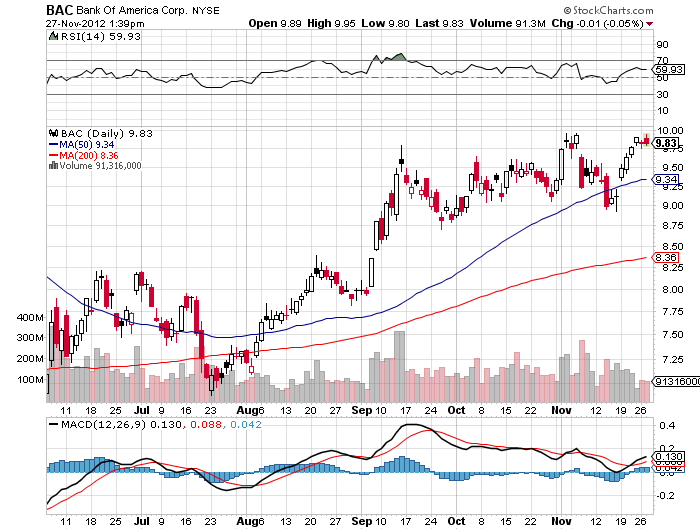 BAC Bank Of America Corp. NYSE
© StockCharts.com
27-Nov-2012 1:39pm
Open 9.89 High 9.95 Low 9.80 Last 9.83 Volume 91.3M Chg -0.01 (-0.05%)
RSI(14) 59.93
90
70
59.93
50
30
10
BAC (Daily) 9.83
MA(50) 9.34
MA(200) 8.36
Volume 91,316,000
10.00
9.83
9.75
9.50
9.34
9.25
9.00
8.75
8.50
8.36
8.25
8.00
7.75
7.50
7.25
91316000
400M
300M
200M
100M
11 18 25 Jul 9 16 23 Aug 6 13 20 27 Sep 10 17 24 Oct 8 15 22 Nov 12 19 26
MACD(12,26,9) 0.130, 0.088, 0.042
0.4
0.2
0.130
0.042
0.0
-0.2
11 18 25 Jul 9 16 23 Aug 6 13 20 27 Sep 10 17 24 Oct 8 15 22 Nov 12 19 26